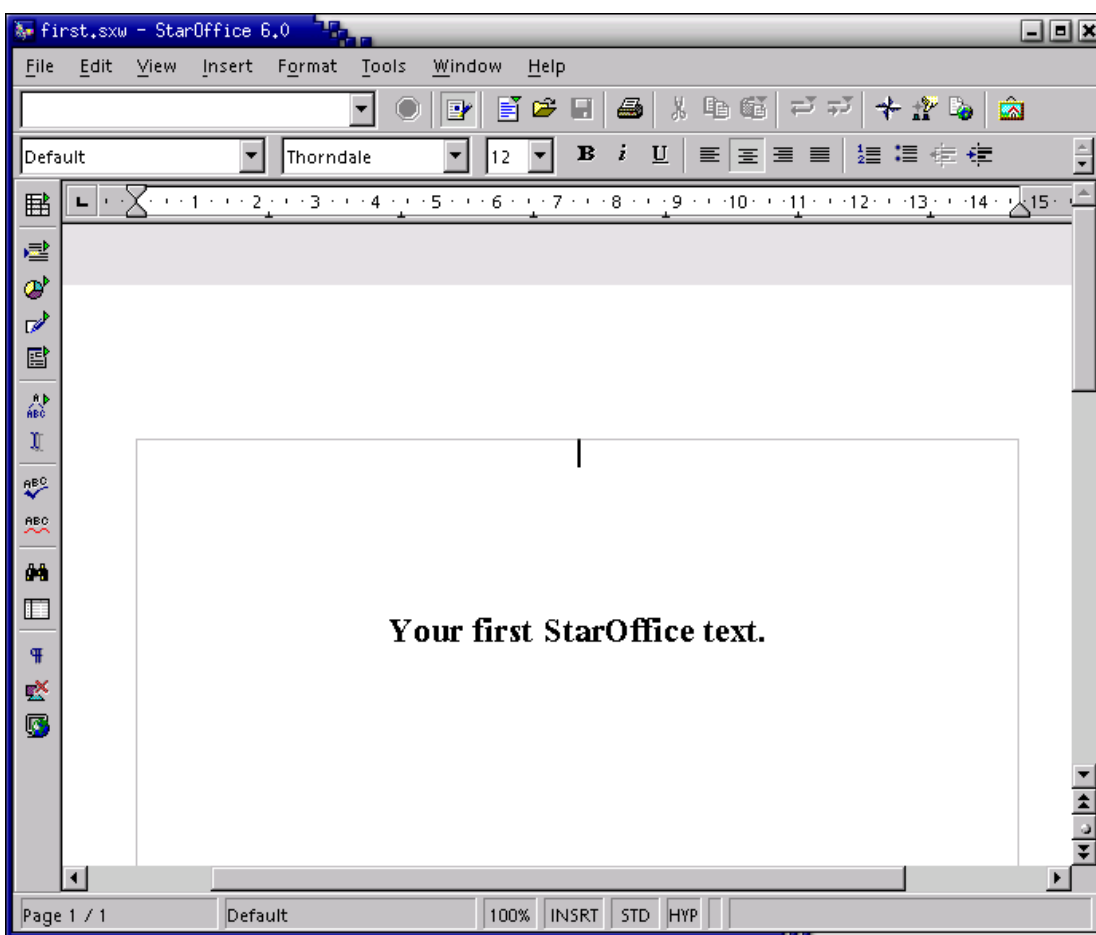 first.sxw - StarOffice 6.0
File Edit View Insert Format Tools Window Help
Default Thorndale 12 B i U
1 2 3 4 5 6 7 8 9 10 11 12 13 14 15
Your first StarOffice text.
Page 1 / 1 Default 100% INSRT STD HYP